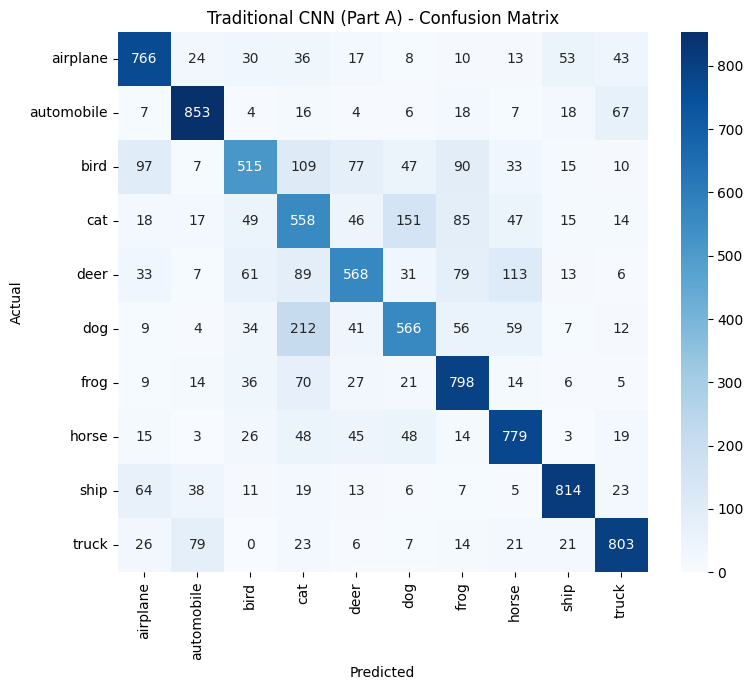 Traditional CNN (Part A) - Confusion Matrix
Actual
airplane 766 24 30 36 17 8 10 13 53 43
automobile 7 853 4 16 4 6 18 7 18 67
bird 97 7 515 109 77 47 90 33 15 10
cat 18 17 49 558 46 151 85 47 15 14
deer 33 7 61 89 568 31 79 113 13 6
dog 9 4 34 212 41 566 56 59 7 12
frog 9 14 36 70 27 21 798 14 6 5
horse 15 3 26 48 45 48 14 779 3 19
ship 64 38 11 19 13 6 7 5 814 23
truck 26 79 0 23 6 7 14 21 21 803
airplane automobile bird cat deer dog frog horse ship truck
Predicted
800
700
600
500
400
300
200
100
0